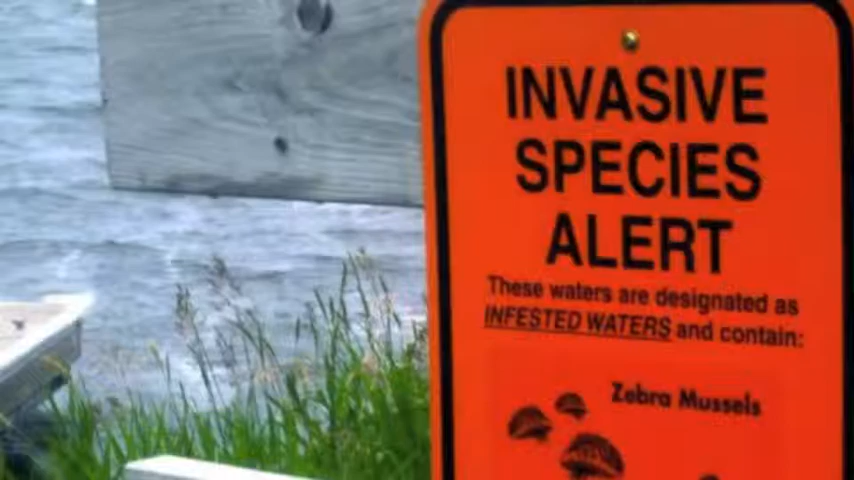 INVASIVE
SPECIES
ALERT
These waters are designated as
INFESTED WATERS and contain:
Zebra Mussels